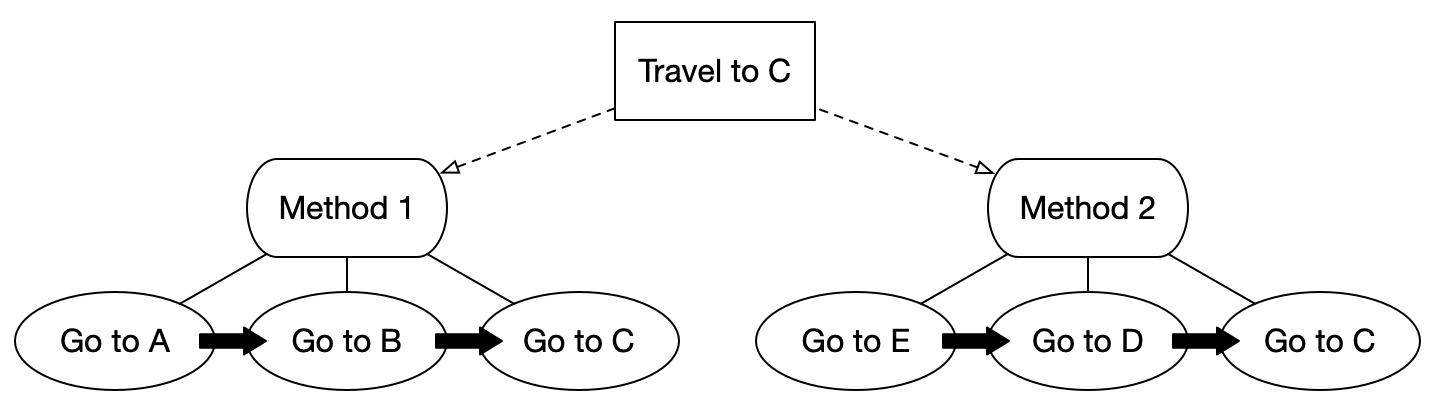 Travel to C
Method 1
Method 2
Go to A
Go to B
Go to C
Go to E
Go to D
Go to C